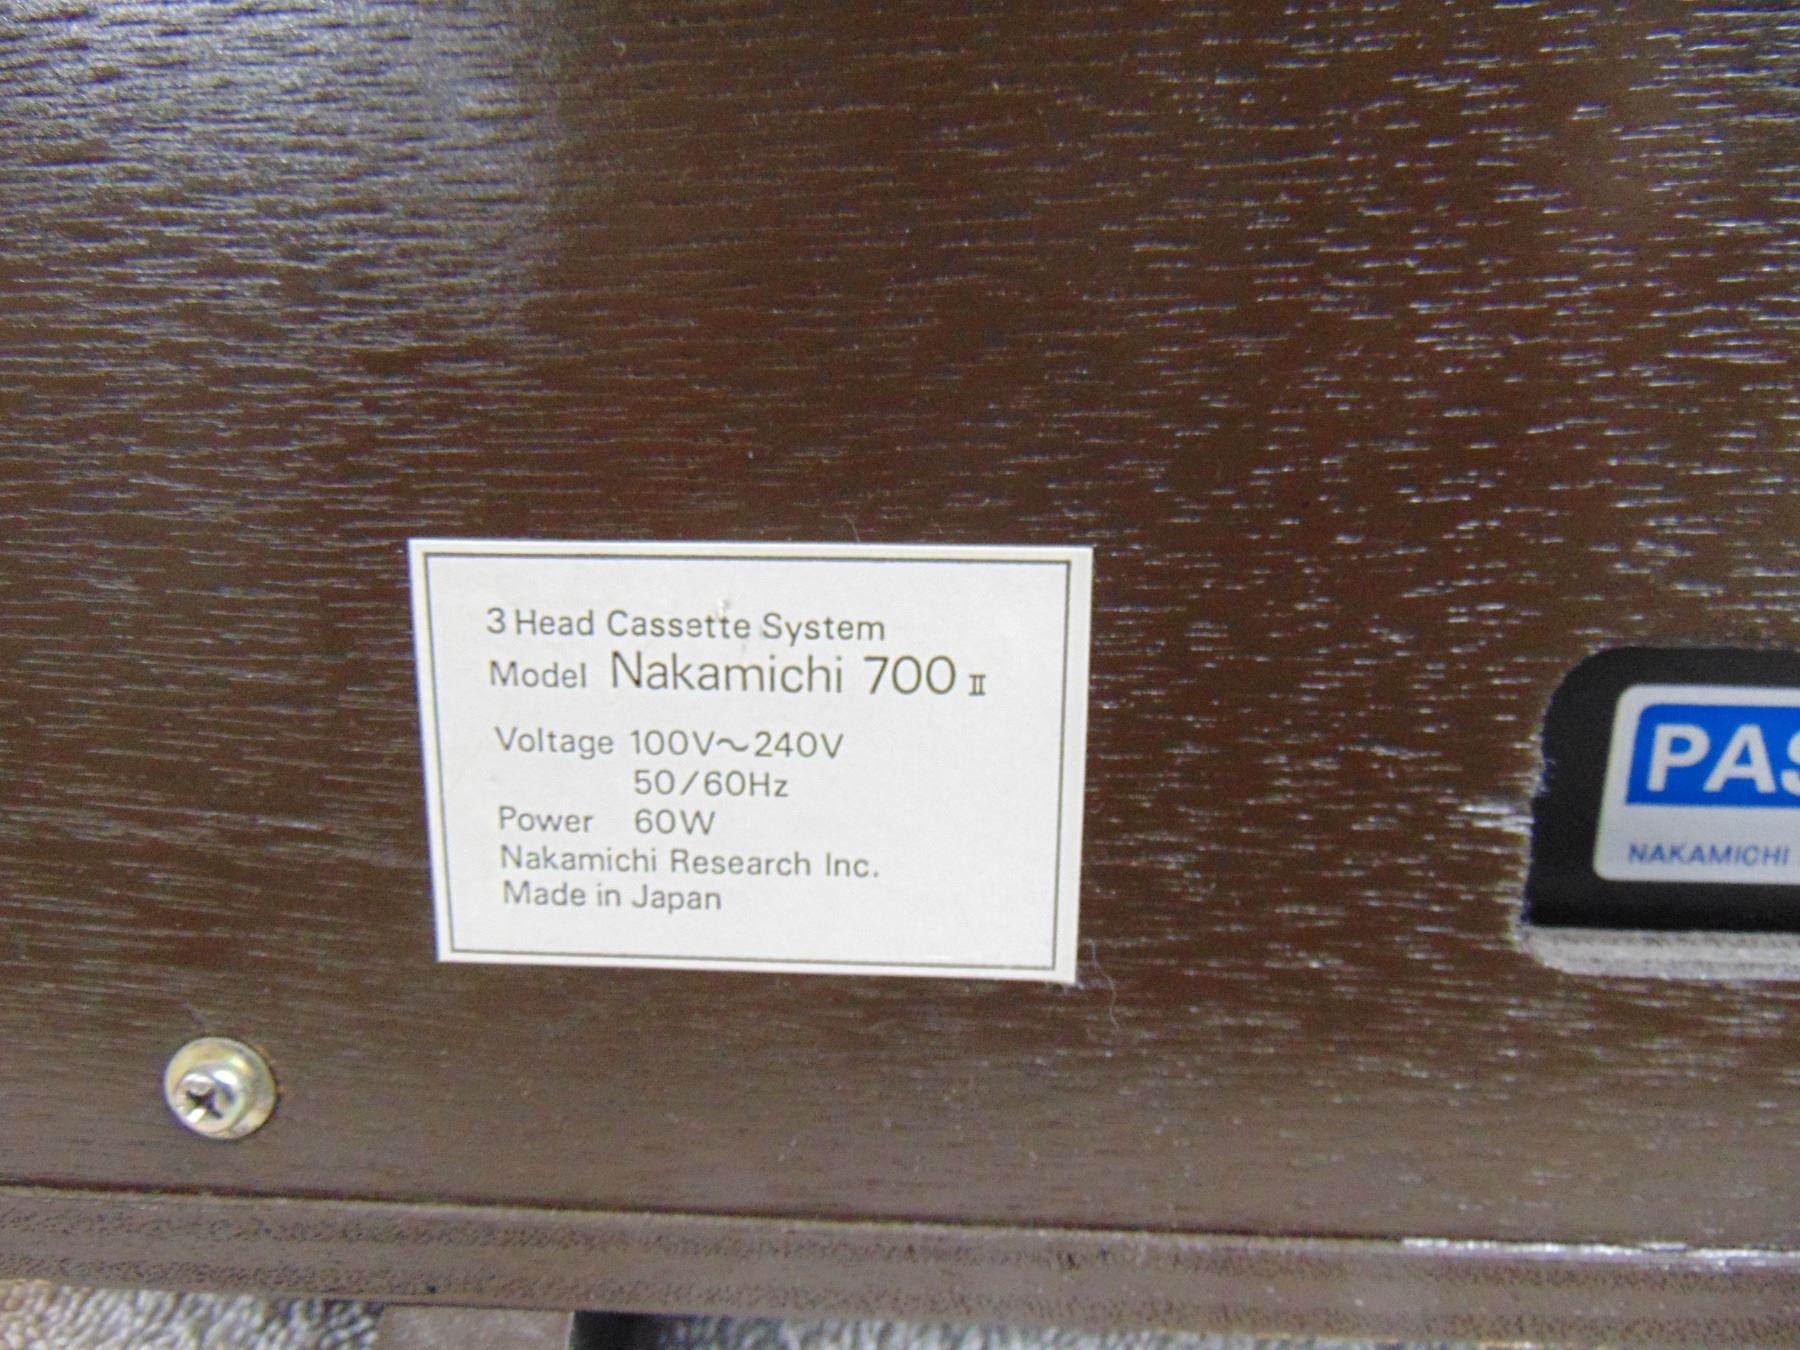 3 Head Cassette System
Model Nakamichi 700 II
Voltage 100V~240V
50/60Hz
Power 60W
Nakamichi Research Inc.
Made in Japan
PAS
NAKAMICHI